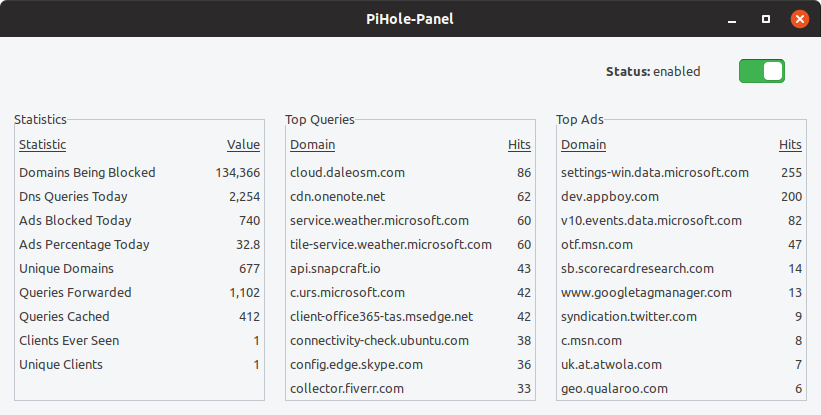 PiHole-Panel
Status: enabled
Statistics
Statistic Value
Domains Being Blocked 134,366
Dns Queries Today 2,254
Ads Blocked Today 740
Ads Percentage Today 32.8
Unique Domains 677
Queries Forwarded 1,102
Queries Cached 412
Clients Ever Seen 1
Unique Clients 1
Top Queries
Domain Hits
cloud.daleosm.com 86
cdn.onenote.net 62
service.weather.microsoft.com 60
tile-service.weather.microsoft.com 60
api.snapcraft.io 43
c.urs.microsoft.com 42
client-office365-tas.msedge.net 42
connectivity-check.ubuntu.com 38
config.edge.skype.com 36
collector.fiverr.com 33
Top Ads
Domain Hits
settings-win.data.microsoft.com 255
dev.appboy.com 200
v10.events.data.microsoft.com 82
otf.msn.com 47
sb.scorecardresearch.com 14
www.googletagmanager.com 13
syndication.twitter.com 9
c.msn.com 8
uk.at.atwola.com 7
geo.qualaroo.com 6